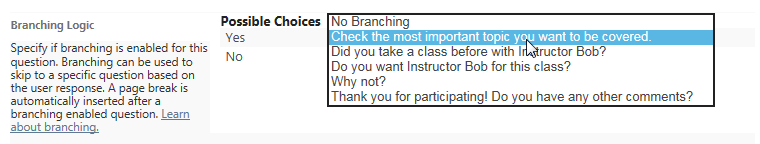 Branching Logic
Specify if branching is enabled for this
question. Branching can be used to
skip to a specific question based on
the user response. A page break is
automatically inserted after a
branching enabled question. Learn
about branching.
Possible Choices
Yes
No
No Branching
Check the most important topic you want to be covered.
Did you take a class before with Instructor Bob?
Do you want Instructor Bob for this class?
Why not?
Thank you for participating! Do you have any other comments?